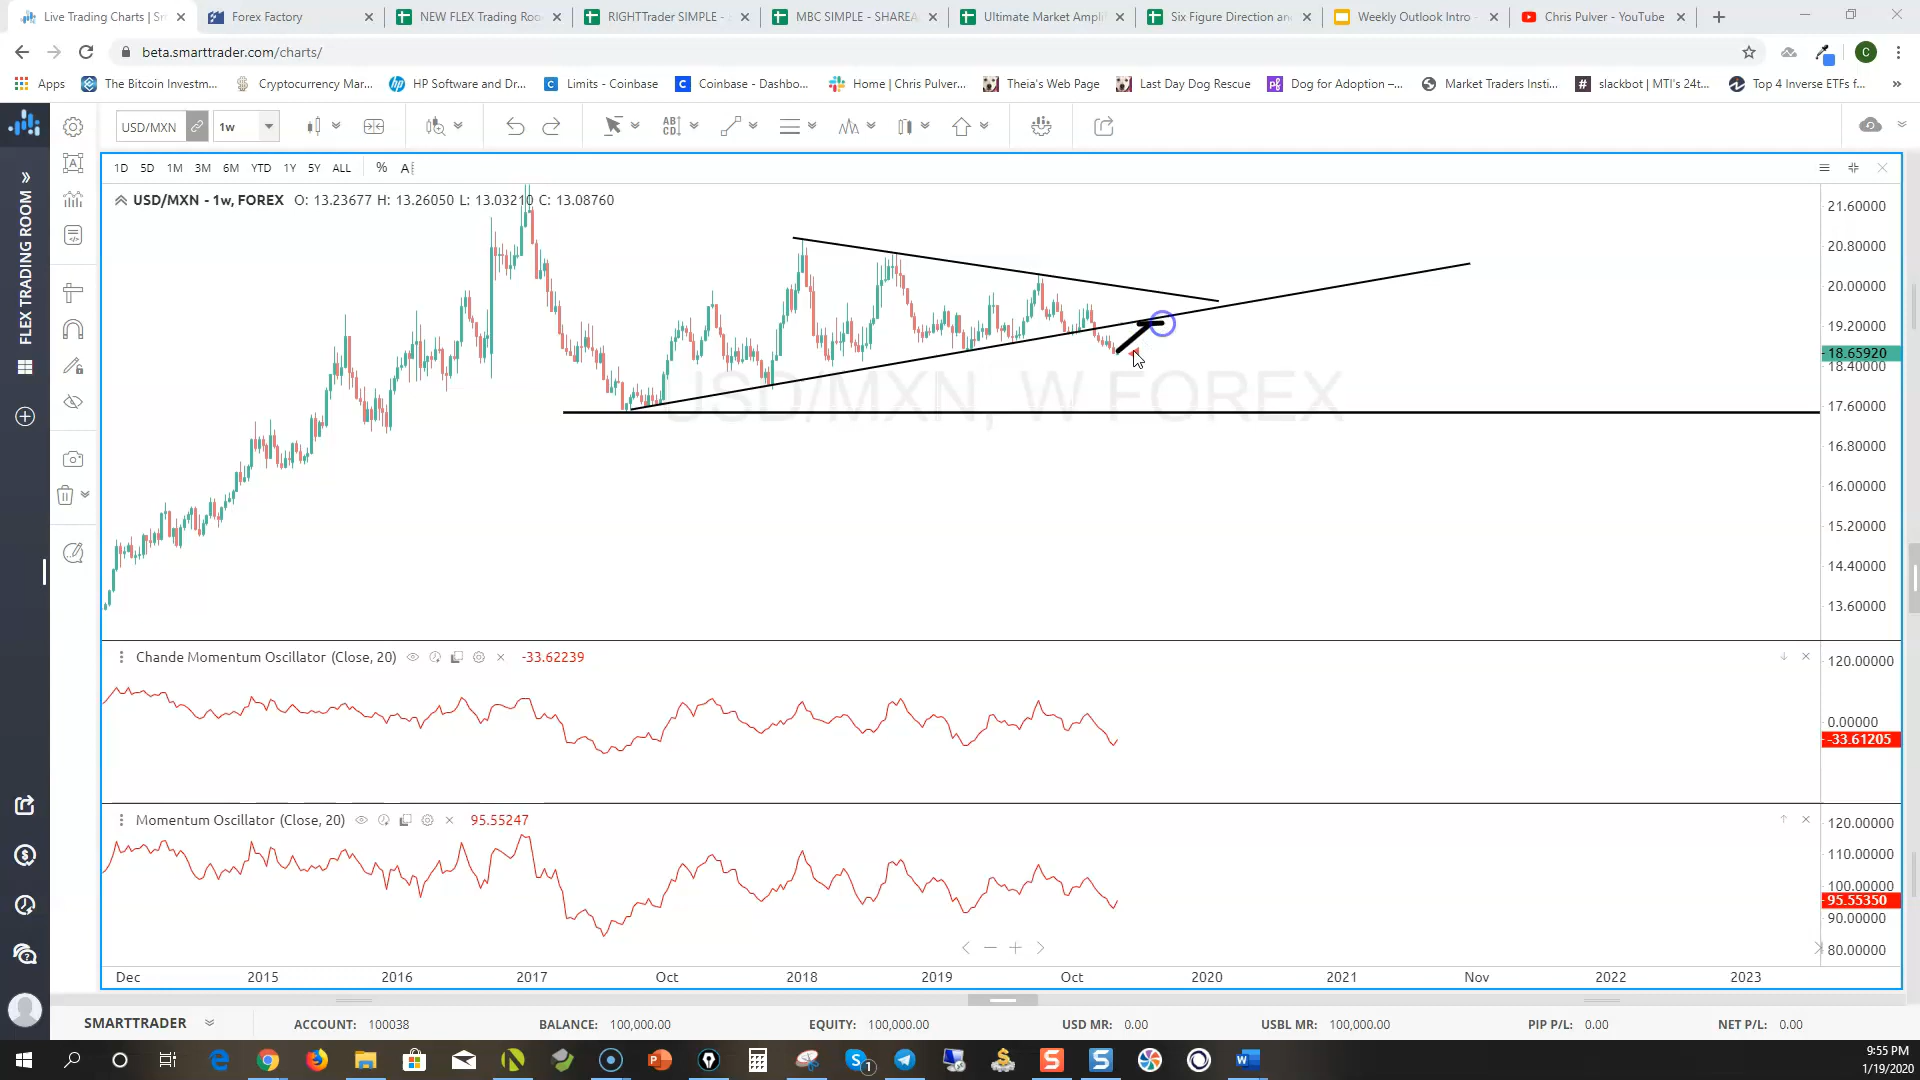 Live Trading Charts | Sm
Forex Factory
NEW FLEX Trading Roo
RIGHTTrader SIMPLE -
MBC SIMPLE - SHAREA
Ultimate Market Ampli
Six Figure Direction an
Weekly Outlook Intro -
Chris Pulver - YouTube
beta.smarttrader.com/charts/
C
Apps
The Bitcoin Investm...
Cryptocurrency Mar...
HP Software and Dr...
Limits - Coinbase
Coinbase - Dashbo...
Home | Chris Pulver...
Theia's Web Page
Last Day Dog Rescue
Dog for Adoption –...
Market Traders Insti...
slackbot | MTI's 24t...
Top 4 Inverse ETFs f...
USD/MXN
1w
AB
CD
1D 5D 1M 3M 6M YTD 1Y 5Y ALL % A
FLEX TRADING ROOM
USD/MXN - 1w, FOREX O: 13.23677 H: 13.26050 L: 13.03210 C: 13.08760
USD/MXN, W FOREX
21.60000
20.80000
20.00000
19.20000
18.65920
18.40000
17.60000
16.80000
16.00000
15.20000
14.40000
13.60000
Chande Momentum Oscillator (Close, 20) -33.62239
120.00000
0.00000
-33.61205
Momentum Oscillator (Close, 20) 95.55247
120.00000
110.00000
100.00000
95.55350
90.00000
80.00000
Dec 2015 2016 2017 Oct 2018 2019 Oct 2020 2021 Nov 2022 2023
SMARTTRADER ACCOUNT: 100038 BALANCE: 100,000.00 EQUITY: 100,000.00 USD MR: 0.00 USBL MR: 100,000.00 PIP P/L: 0.00 NET P/L: 0.00
9:55 PM
1/19/2020